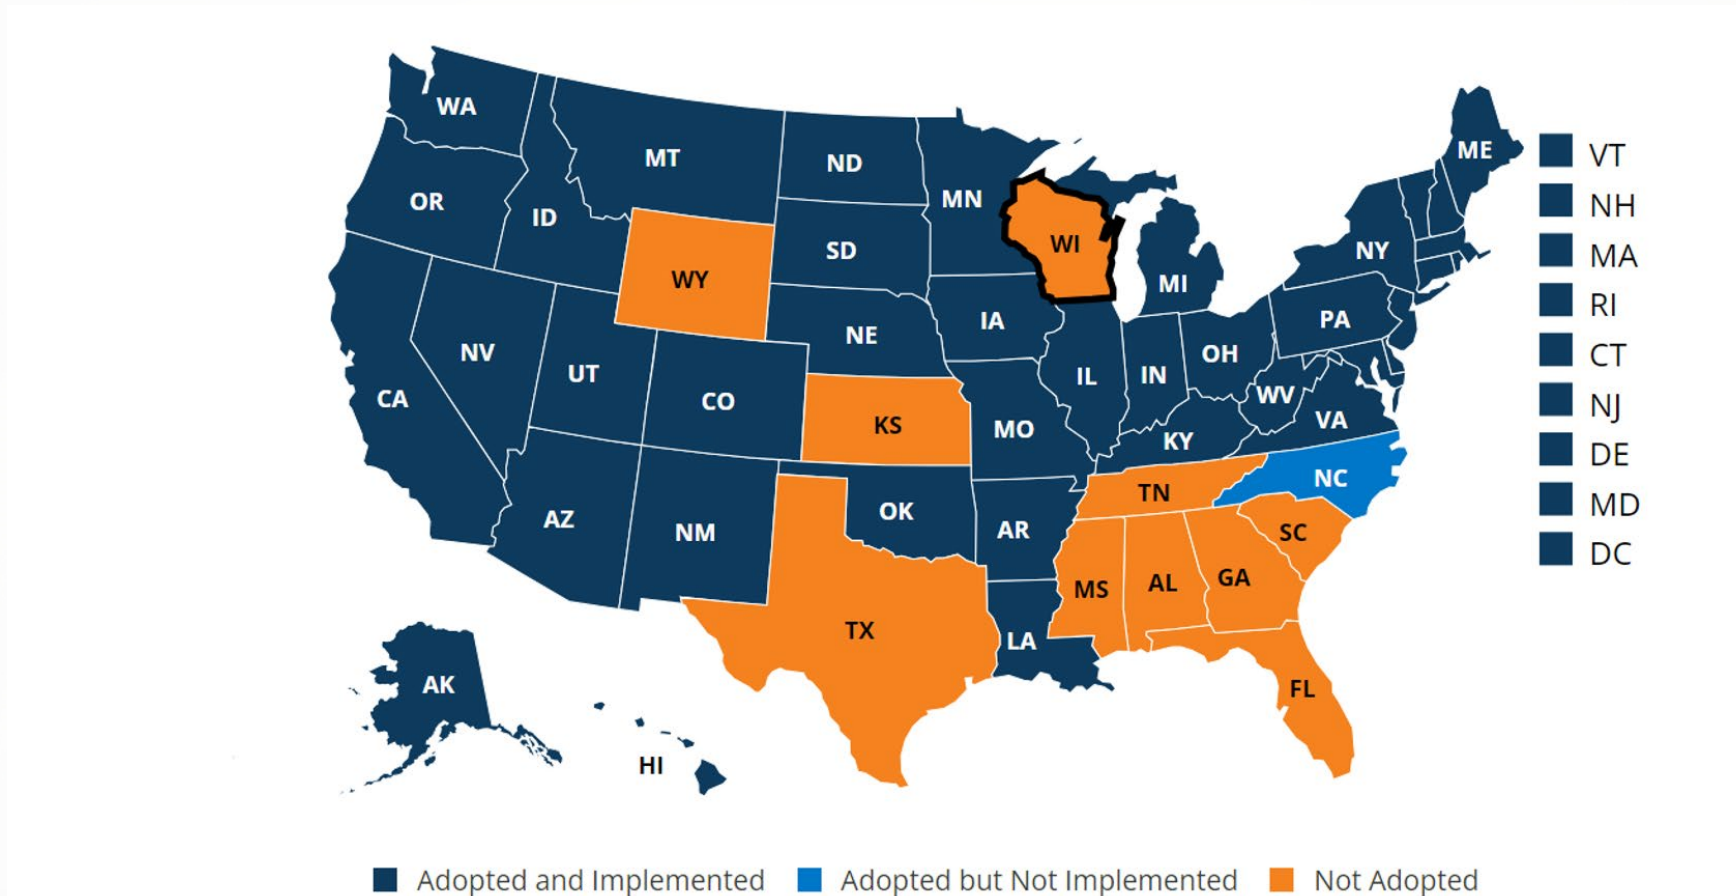 WA
MT
ND
MN
ME
VT
OR
ID
SD
WI
NY
NH
WY
MI
MA
NE
IA
PA
RI
NV
UT
CO
IL
IN
OH
WV
VA
CT
CA
KS
MO
KY
NJ
AZ
NM
OK
AR
TN
NC
DE
SC
MD
TX
LA
MS
AL
GA
DC
AK
HI
FL
Adopted and Implemented
Adopted but Not Implemented
Not Adopted